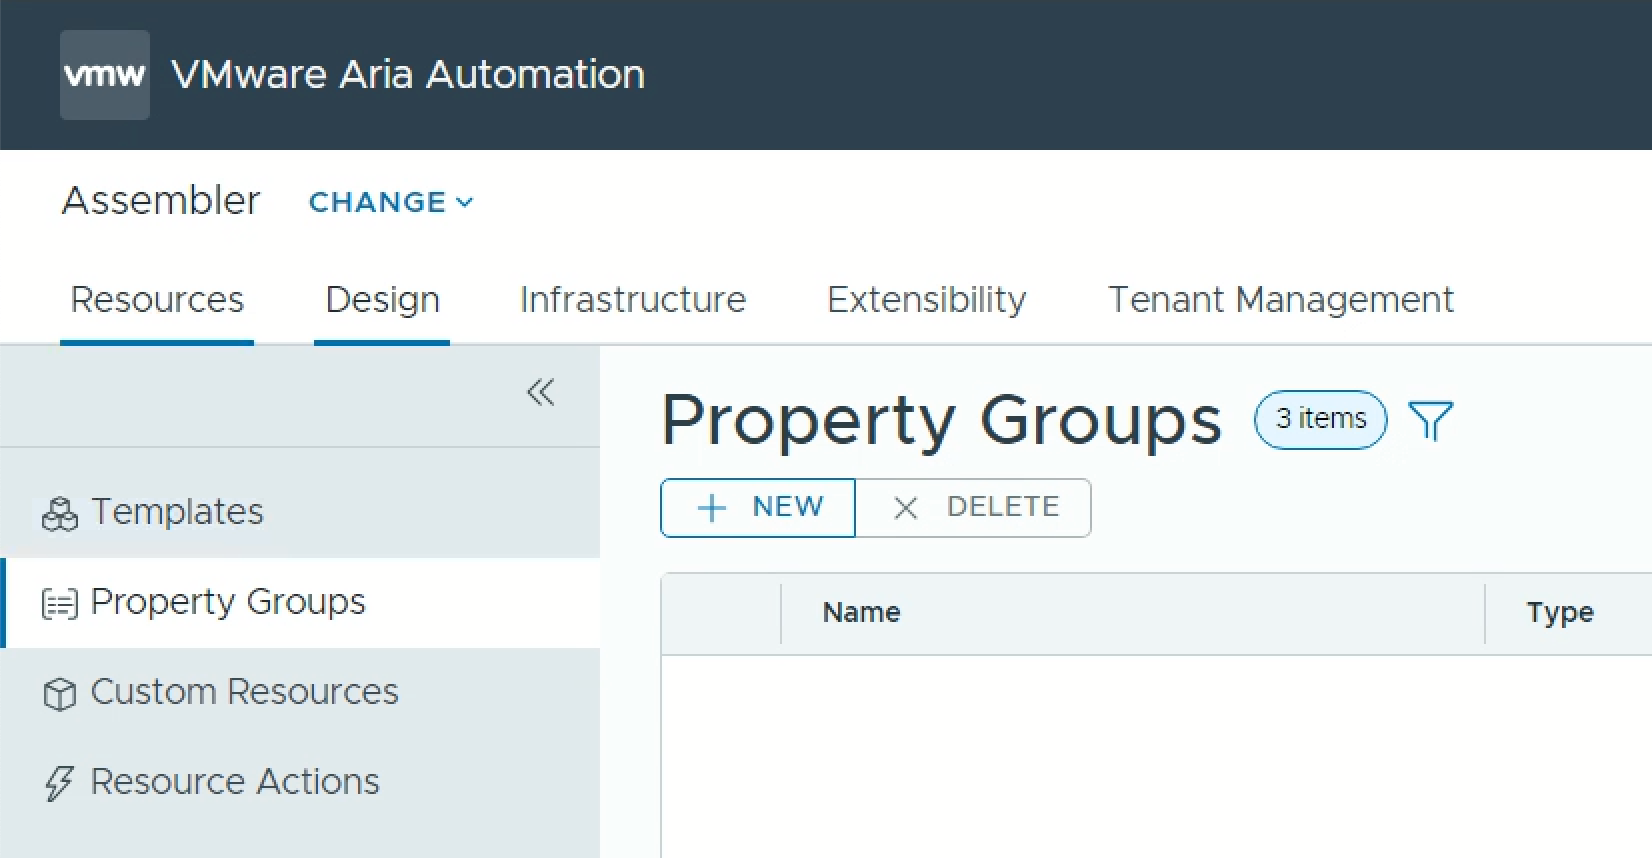 vmw VMware Aria Automation
Assembler CHANGE
Resources Design Infrastructure Extensibility Tenant Management
Property Groups 3 items
NEW DELETE
Templates
Property Groups
Custom Resources
Resource Actions
Name Type